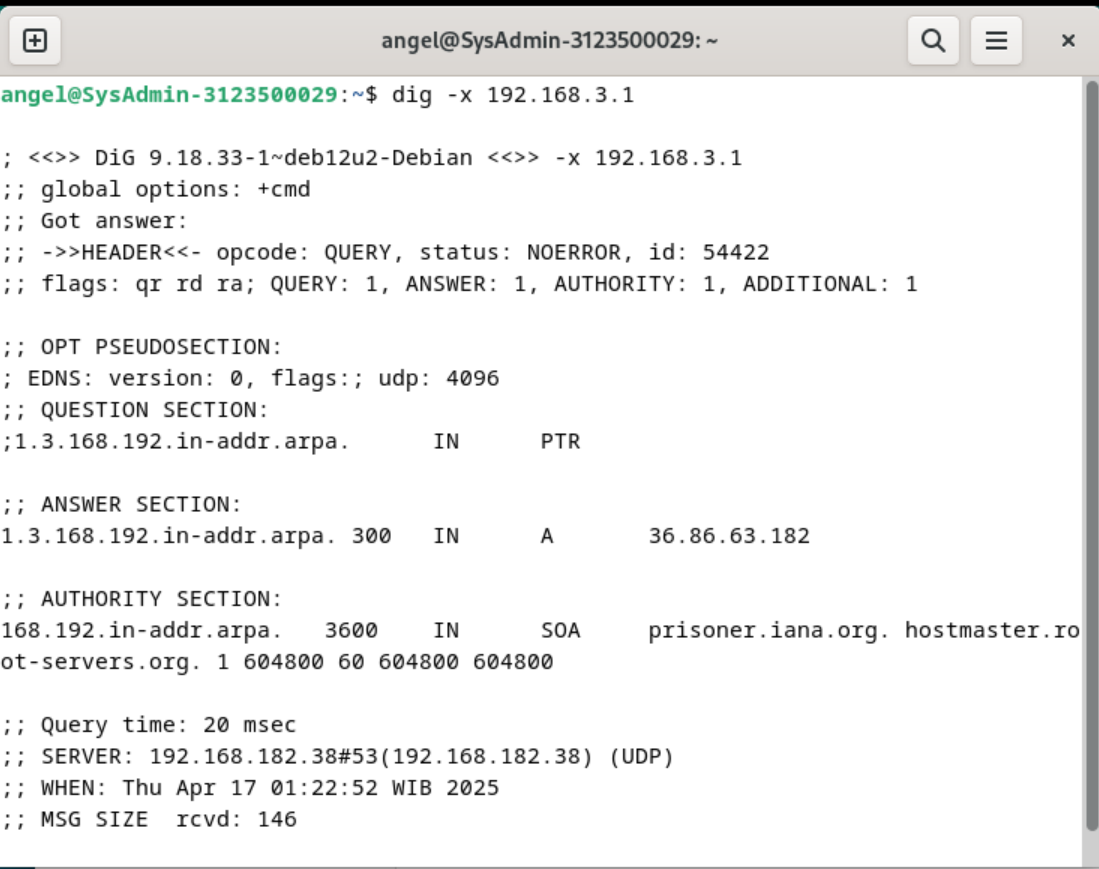 angel@SysAdmin-3123500029: ~
angel@SysAdmin-3123500029:~$ dig -x 192.168.3.1

; <<>> DiG 9.18.33-1~deb12u2-Debian <<>> -x 192.168.3.1
;; global options: +cmd
;; Got answer:
;; ->>HEADER<<- opcode: QUERY, status: NOERROR, id: 54422
;; flags: qr rd ra; QUERY: 1, ANSWER: 1, AUTHORITY: 1, ADDITIONAL: 1

;; OPT PSEUDOSECTION:
; EDNS: version: 0, flags:; udp: 4096
;; QUESTION SECTION:
;1.3.168.192.in-addr.arpa.      IN      PTR

;; ANSWER SECTION:
1.3.168.192.in-addr.arpa. 300   IN      A       36.86.63.182

;; AUTHORITY SECTION:
168.192.in-addr.arpa.   3600    IN      SOA     prisoner.iana.org. hostmaster.ro
ot-servers.org. 1 604800 60 604800 604800

;; Query time: 20 msec
;; SERVER: 192.168.182.38#53(192.168.182.38) (UDP)
;; WHEN: Thu Apr 17 01:22:52 WIB 2025
;; MSG SIZE  rcvd: 146